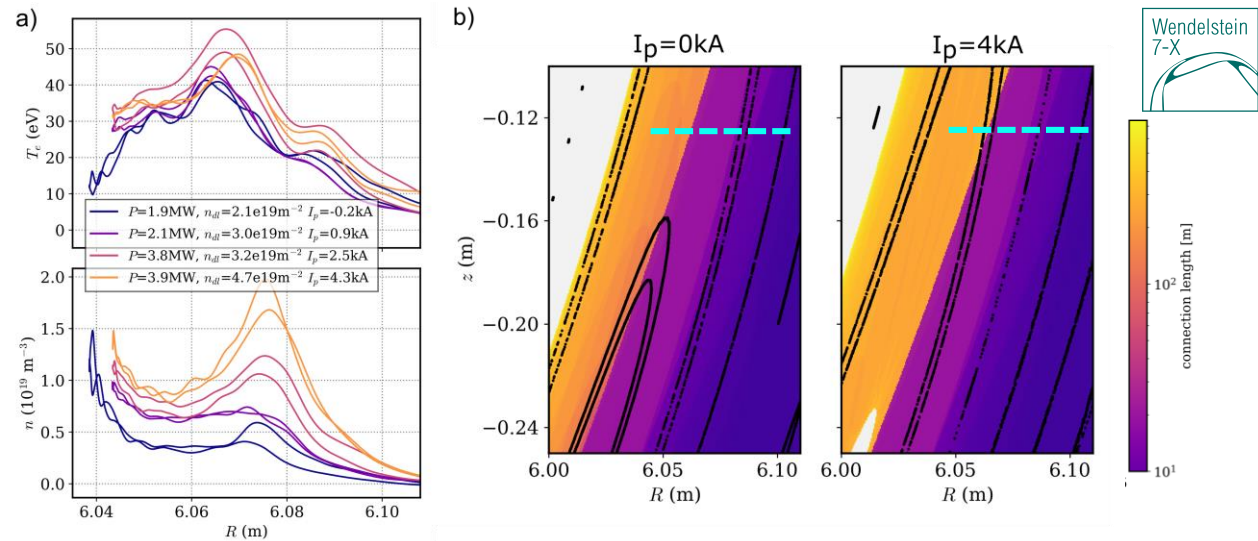 a)
T_e (eV)
50
40
30
20
10
0
P=1.9MW, n_dl=2.1e19m^−2 I_p=-0.2kA
P=2.1MW, n_dl=3.0e19m^−2 I_p=0.9kA
P=3.8MW, n_dl=3.2e19m^−2 I_p=2.5kA
P=3.9MW, n_dl=4.7e19m^−2 I_p=4.3kA
n (10^19 m^−3)
2.0
1.5
1.0
0.5
0.0
6.04 6.06 6.08 6.10
R (m)
b)
I_p=0kA
I_p=4kA
z (m)
−0.12
−0.16
−0.20
−0.24
6.00 6.05 6.10
R (m)
6.00 6.05 6.10
R (m)
connection length [m]
10^2
10^1
Wendelstein
7-X